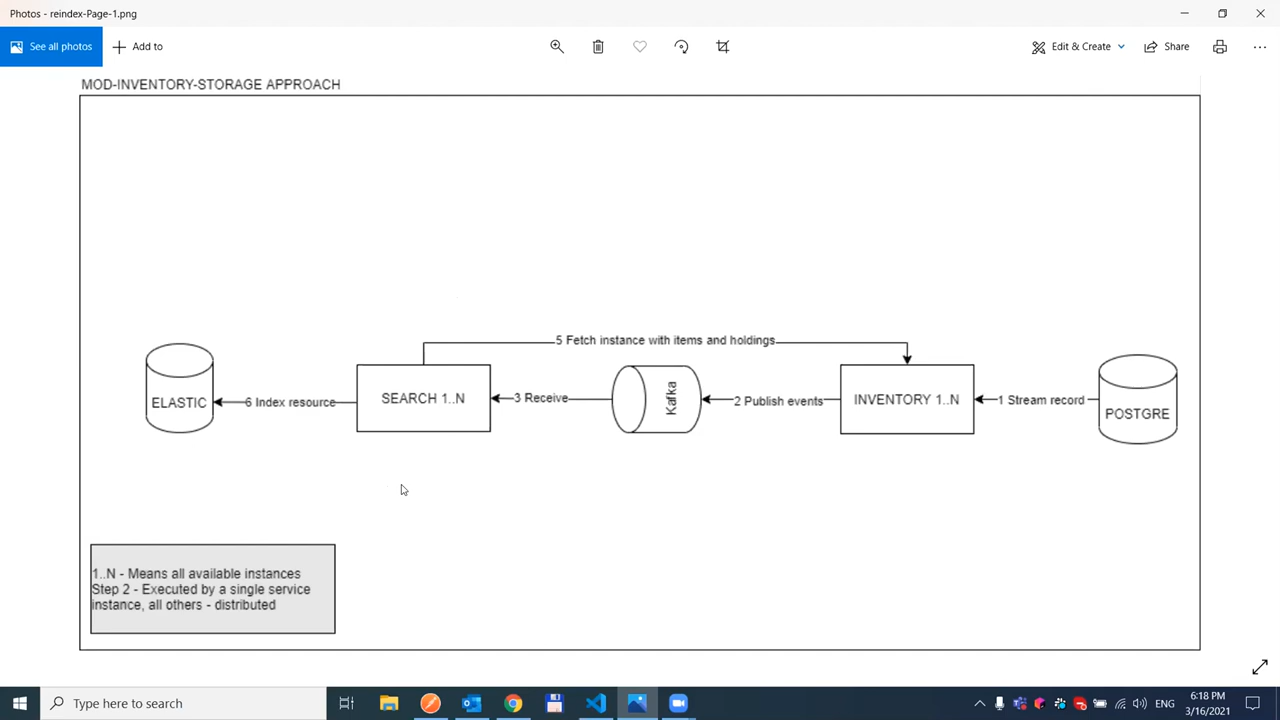 Photos - reindex-Page-1.png
See all photos
Add to
Edit & Create
Share
MOD-INVENTORY-STORAGE APPROACH
5 Fetch instance with items and holdings
ELASTIC
6 Index resource
SEARCH 1..N
3 Receive
Kafka
2 Publish events
INVENTORY 1..N
1 Stream record
POSTGRE
1..N - Means all available instances
Step 2 - Executed by a single service
instance, all others - distributed
Type here to search
ENG
6:18 PM
3/16/2021